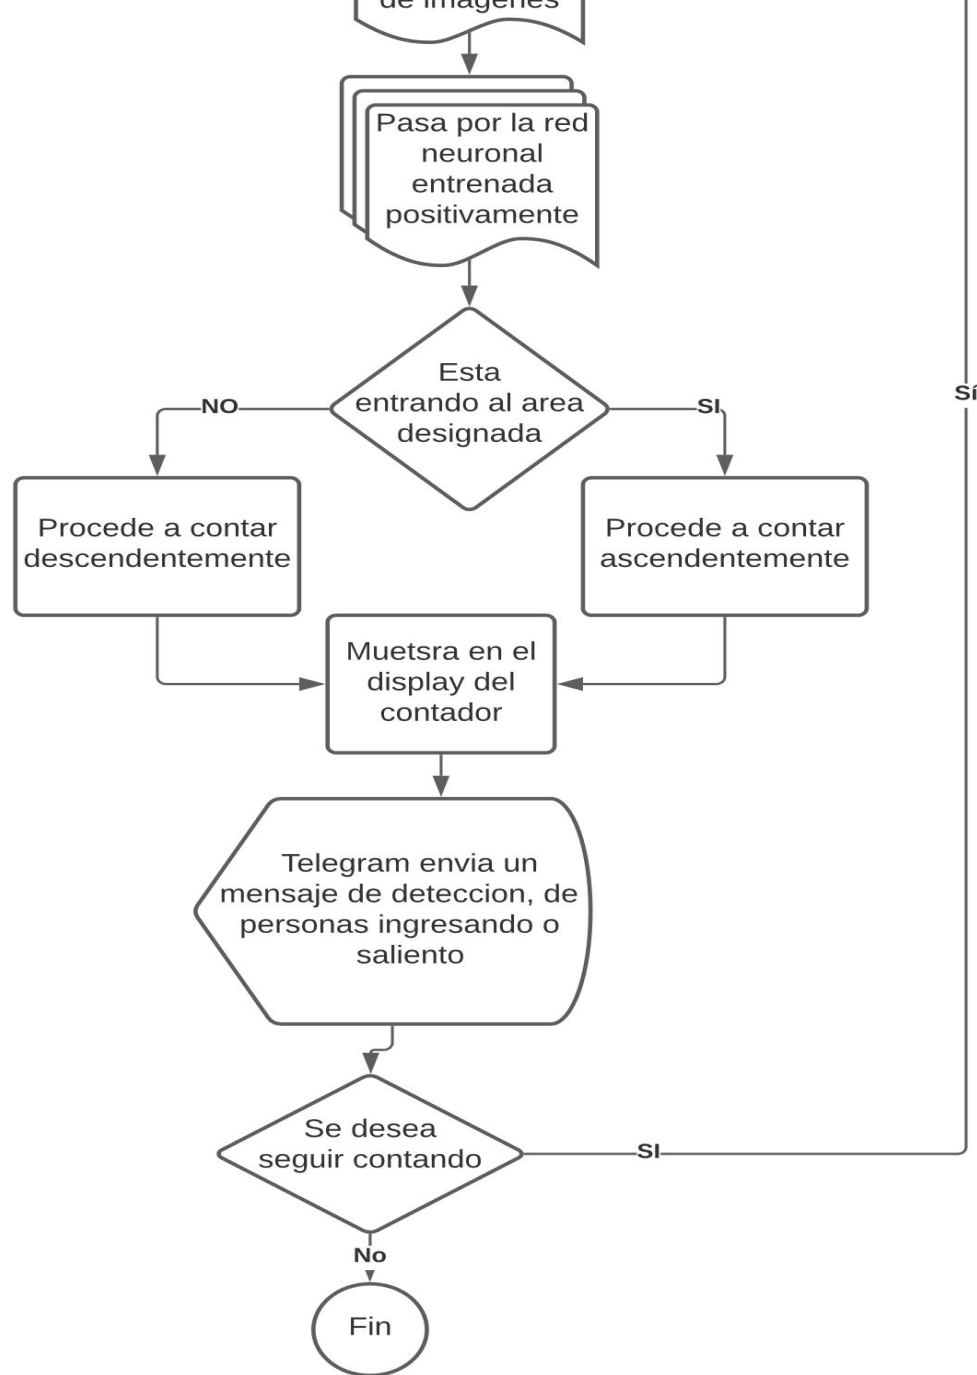 de imágenes
Pasa por la red
neuronal
entrenada
positivamente
Esta
entrando al area
designada
NO
SI
Sí
Procede a contar
descendentemente
Procede a contar
ascendentemente
Muetsra en el
display del
contador
Telegram envia un
mensaje de deteccion, de
personas ingresando o
saliento
Se desea
seguir contando
SI
No
Fin